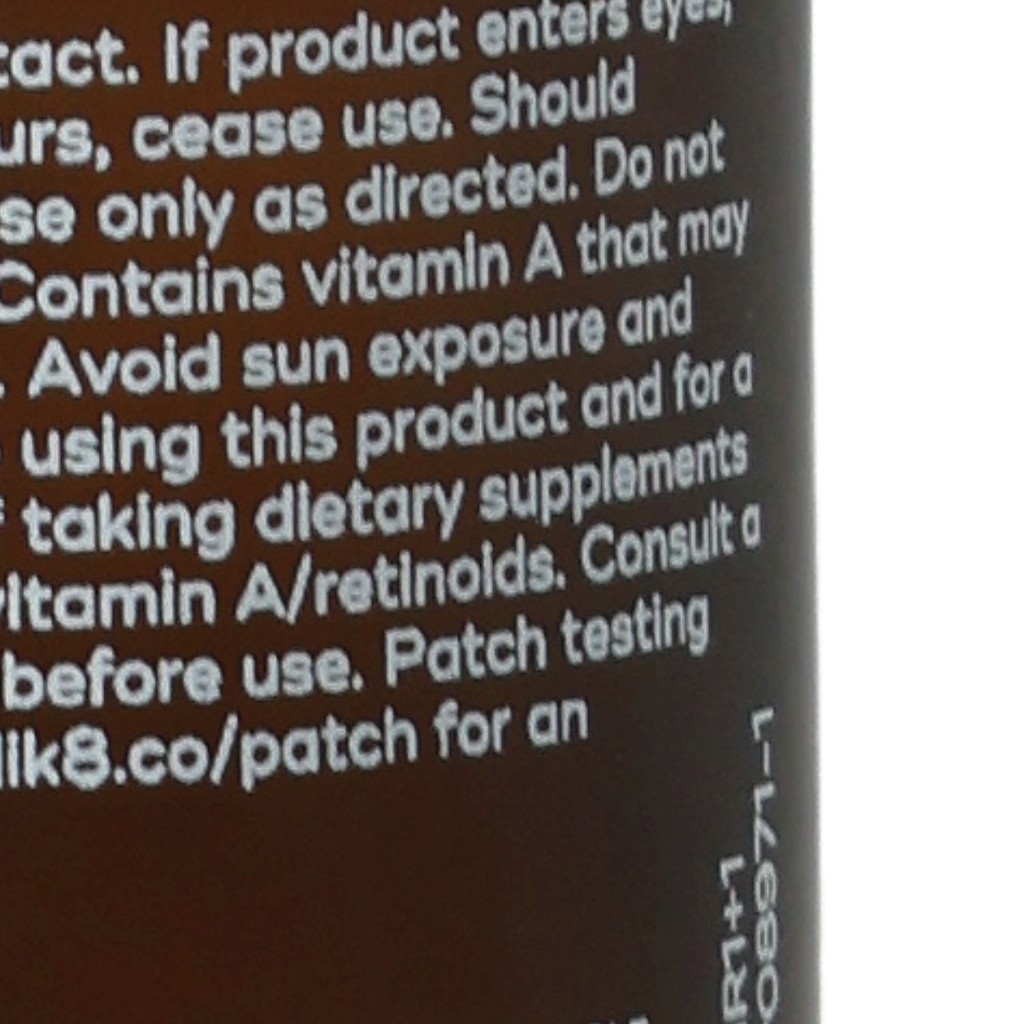 tact. If product enters eyes,
urs, cease use. Should
se only as directed. Do not
Contains vitamin A that may
. Avoid sun exposure and
using this product and for a
taking dietary supplements
vitamin A/retinoids. Consult a
before use. Patch testing
lik8.co/patch for an
R1+1
08971-1